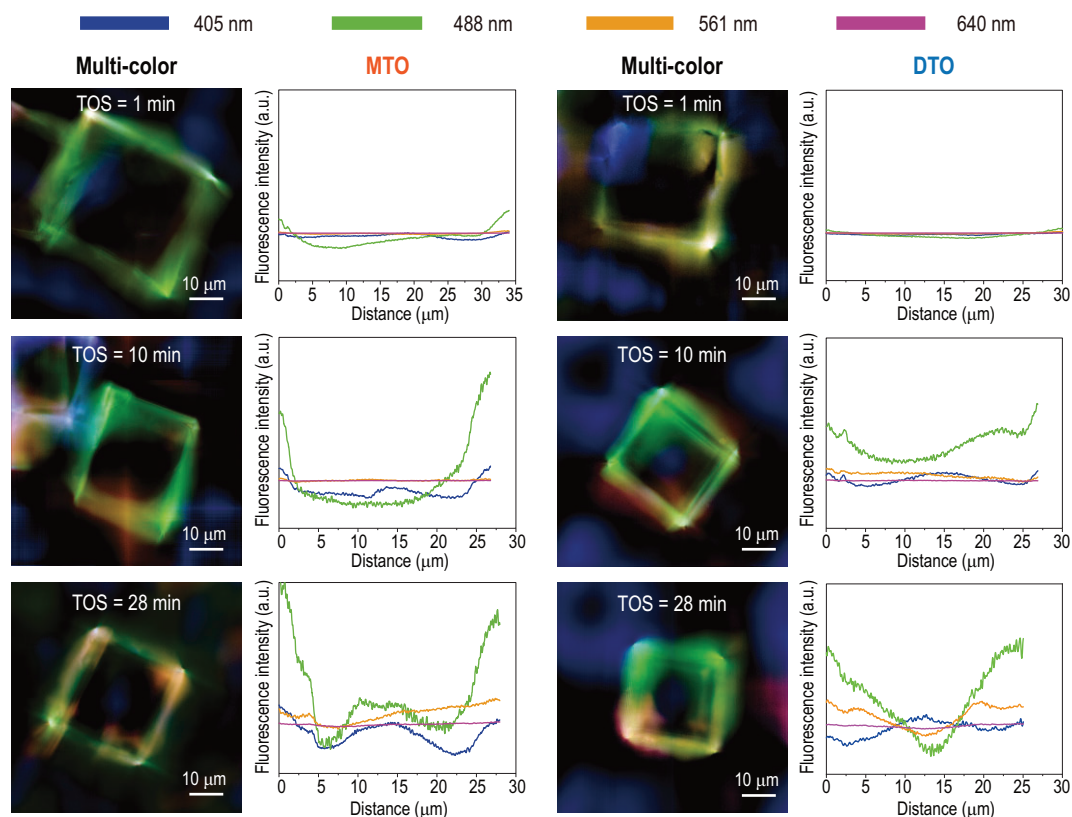 405 nm 488 nm 561 nm 640 nm
Multi-color MTO Multi-color DTO
TOS = 1 min
10 μm
Fluorescence intensity (a.u.)
0 5 10 15 20 25 30 35
Distance (μm)
TOS = 1 min
10 μm
Fluorescence intensity (a.u.)
0 5 10 15 20 25 30
Distance (μm)
TOS = 10 min
10 μm
Fluorescence intensity (a.u.)
0 5 10 15 20 25 30
Distance (μm)
TOS = 10 min
10 μm
Fluorescence intensity (a.u.)
0 5 10 15 20 25 30
Distance (μm)
TOS = 28 min
10 μm
Fluorescence intensity (a.u.)
0 5 10 15 20 25 30
Distance (μm)
TOS = 28 min
10 μm
Fluorescence intensity (a.u.)
0 5 10 15 20 25 30
Distance (μm)